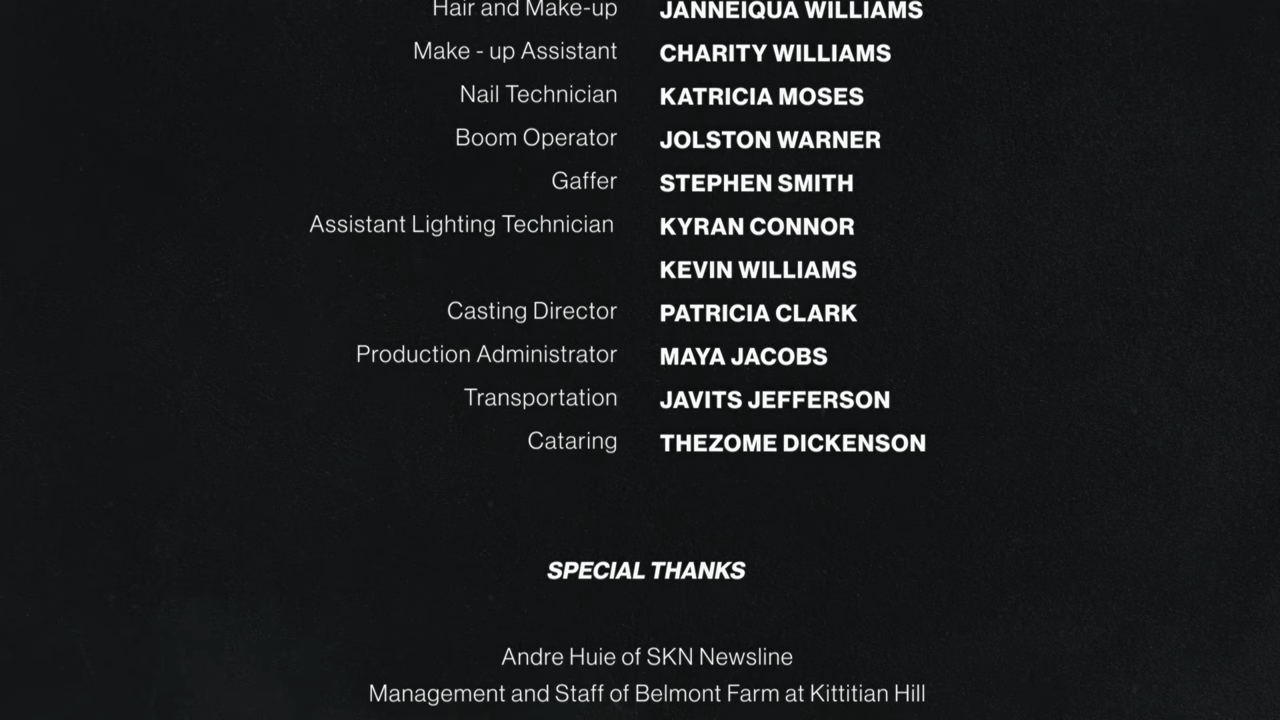 Hair and Make-up JANNEIQUA WILLIAMS
Make - up Assistant CHARITY WILLIAMS
Nail Technician KATRICIA MOSES
Boom Operator JOLSTON WARNER
Gaffer STEPHEN SMITH
Assistant Lighting Technician KYRAN CONNOR
KEVIN WILLIAMS
Casting Director PATRICIA CLARK
Production Administrator MAYA JACOBS
Transportation JAVITS JEFFERSON
Cataring THEZOME DICKENSON
SPECIAL THANKS
Andre Huie of SKN Newsline
Management and Staff of Belmont Farm at Kittitian Hill